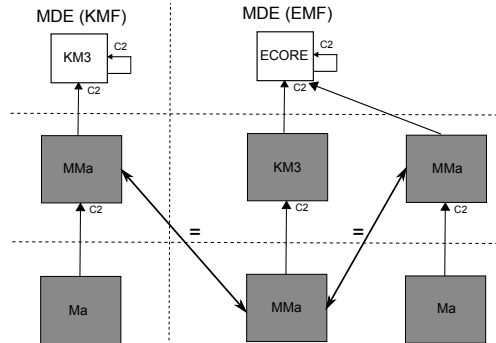 MDE (KMF)
MDE (EMF)
C2
C2
KM3
ECORE
C2
C2
MMa
KM3
MMa
C2
C2
C2
=
=
Ma
MMa
Ma